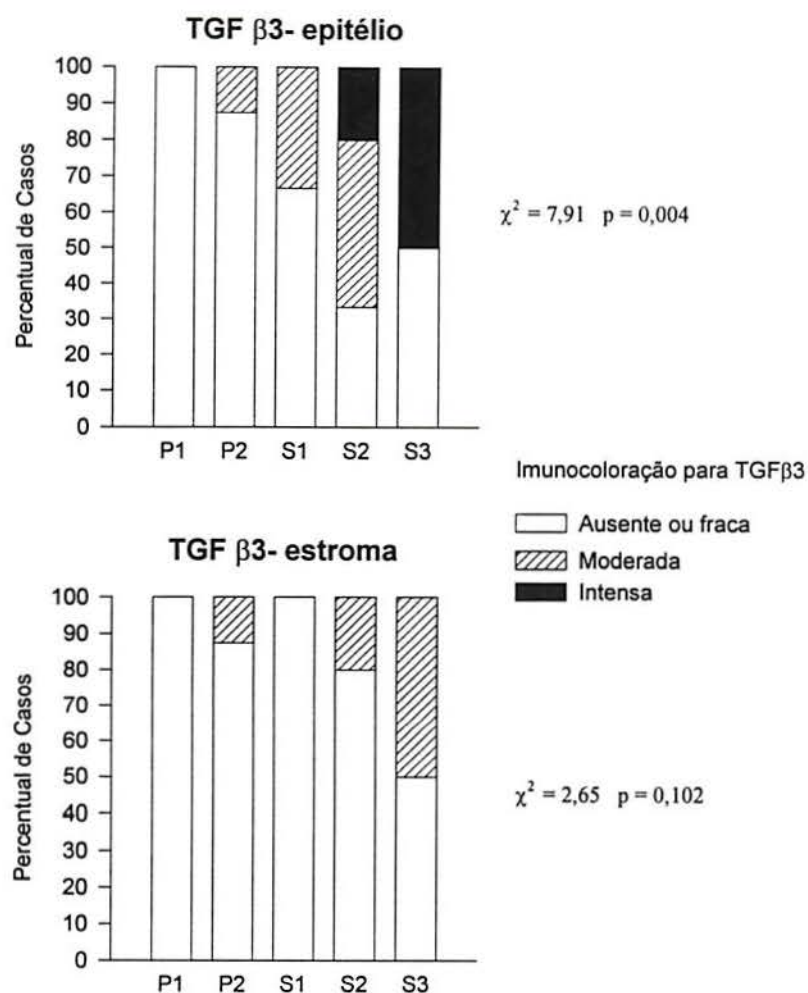 TGF β3- epitélio
100
90
80
70
60
50
40
30
20
10
0
Percentual de Casos
P1 P2 S1 S2 S3
χ² = 7,91 p = 0,004
Imunocoloração para TGFβ3
Ausente ou fraca
Moderada
Intensa
TGF β3- estroma
100
90
80
70
60
50
40
30
20
10
0
Percentual de Casos
P1 P2 S1 S2 S3
χ² = 2,65 p = 0,102